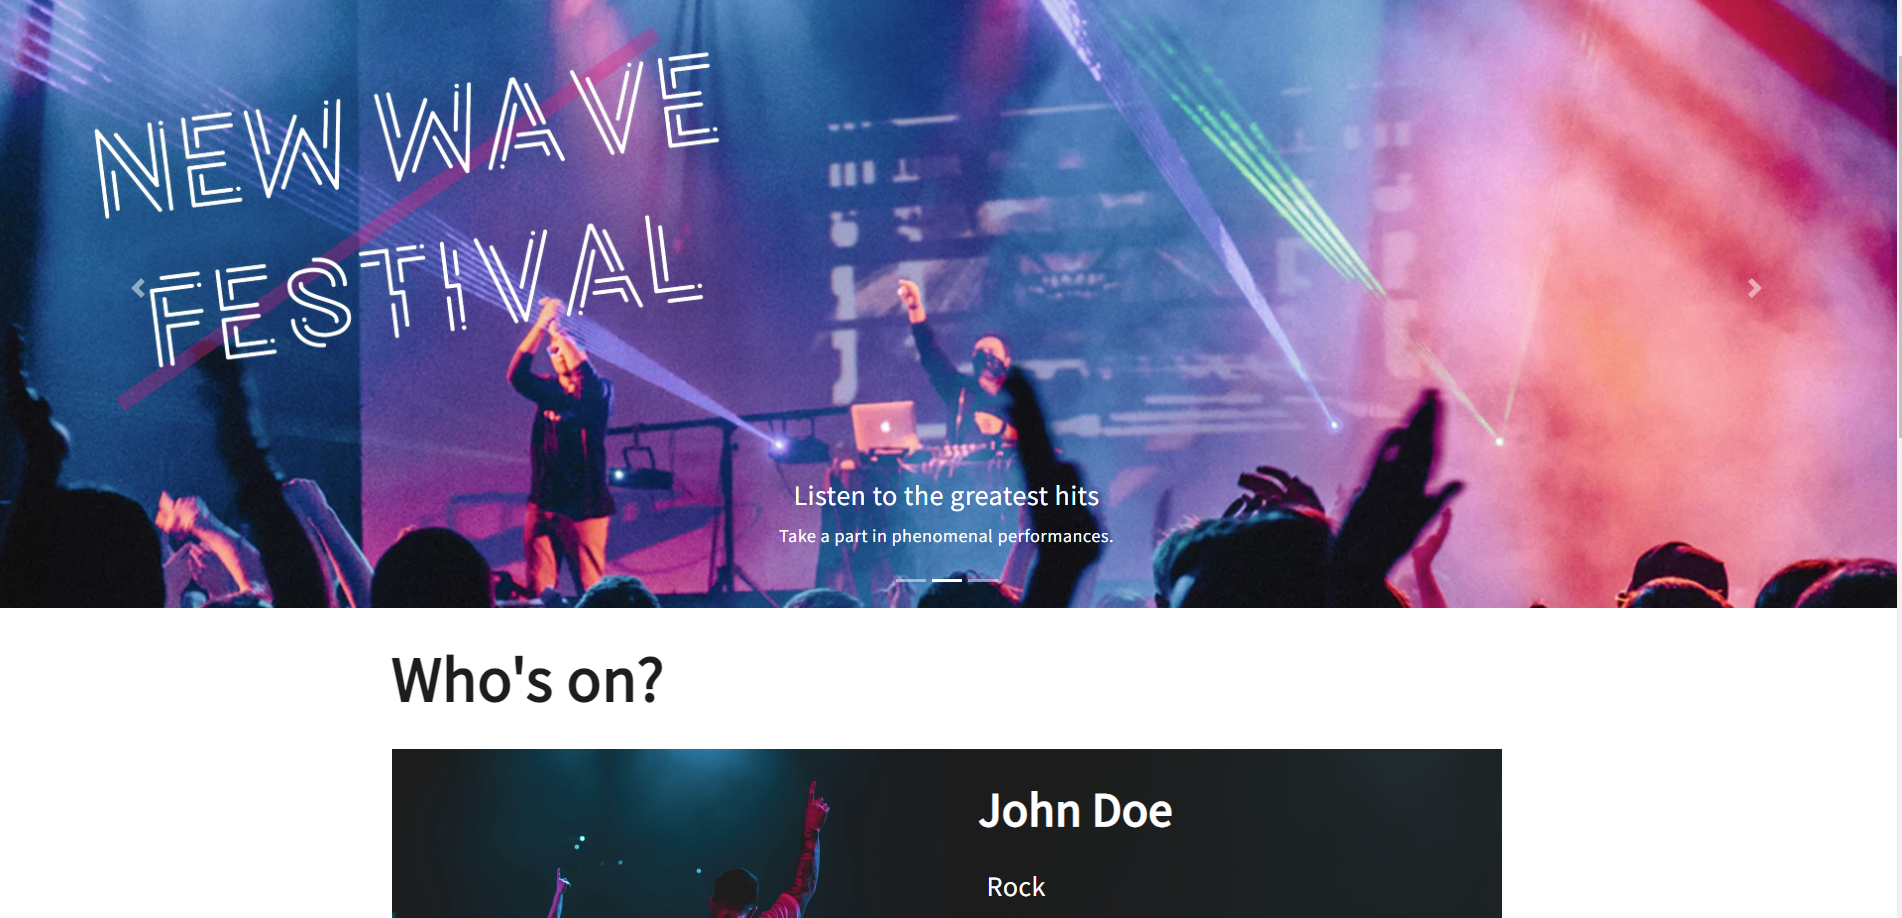 NEW WAVE
FESTIVAL
Listen to the greatest hits
Take a part in phenomenal performances.
Who's on?
John Doe
Rock